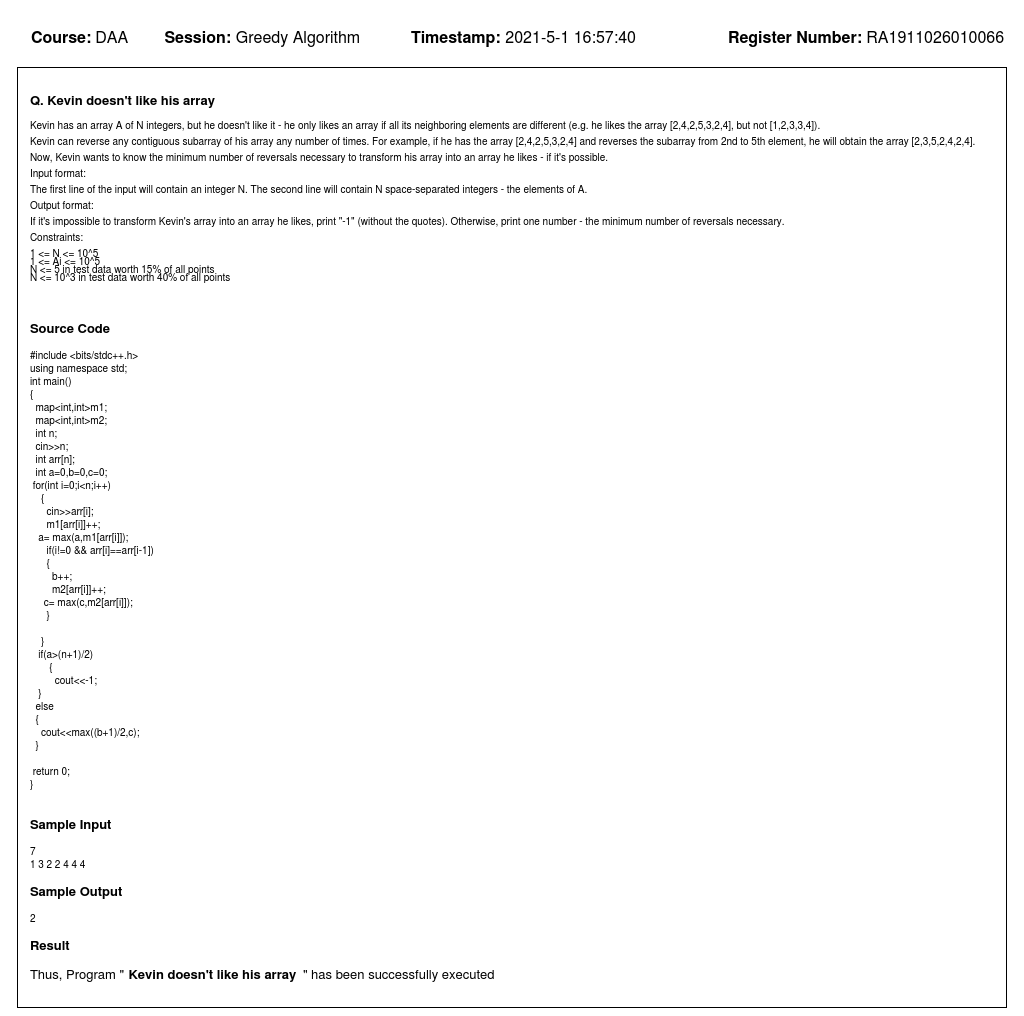 Course: DAA Session: Greedy Algorithm Timestamp: 2021-5-1 16:57:40 Register Number: RA1911026010066
Q. Kevin doesn't like his array
Kevin has an array A of N integers, but he doesn't like it - he only likes an array if all its neighboring elements are different (e.g. he likes the array [2,4,2,5,3,2,4], but not [1,2,3,3,4]).
Kevin can reverse any contiguous subarray of his array any number of times. For example, if he has the array [2,4,2,5,3,2,4] and reverses the subarray from 2nd to 5th element, he will obtain the array [2,3,5,2,4,2,4].
Now, Kevin wants to know the minimum number of reversals necessary to transform his array into an array he likes - if it's possible.
Input format:
The first line of the input will contain an integer N. The second line will contain N space-separated integers - the elements of A.
Output format:
If it's impossible to transform Kevin's array into an array he likes, print "-1" (without the quotes). Otherwise, print one number - the minimum number of reversals necessary.
Constraints:
1 <= N <= 10^5
1 <= Ai <= 10^5
N <= 5 in test data worth 15% of all points
N <= 10^3 in test data worth 40% of all points
Source Code
#include <bits/stdc++.h>
using namespace std;
int main()
{
map<int,int>m1;
map<int,int>m2;
int n;
cin>>n;
int arr[n];
int a=0,b=0,c=0;
for(int i=0;i<n;i++)
{
cin>>arr[i];
m1[arr[i]]++;
a= max(a,m1[arr[i]]);
if(i!=0 && arr[i]==arr[i-1])
{
b++;
m2[arr[i]]++;
c= max(c,m2[arr[i]]);
}
}
if(a>(n+1)/2)
{
cout<<-1;
}
else
{
cout<<max((b+1)/2,c);
}
return 0;
}
Sample Input
7
1 3 2 2 4 4 4
Sample Output
2
Result
Thus, Program " Kevin doesn't like his array " has been successfully executed